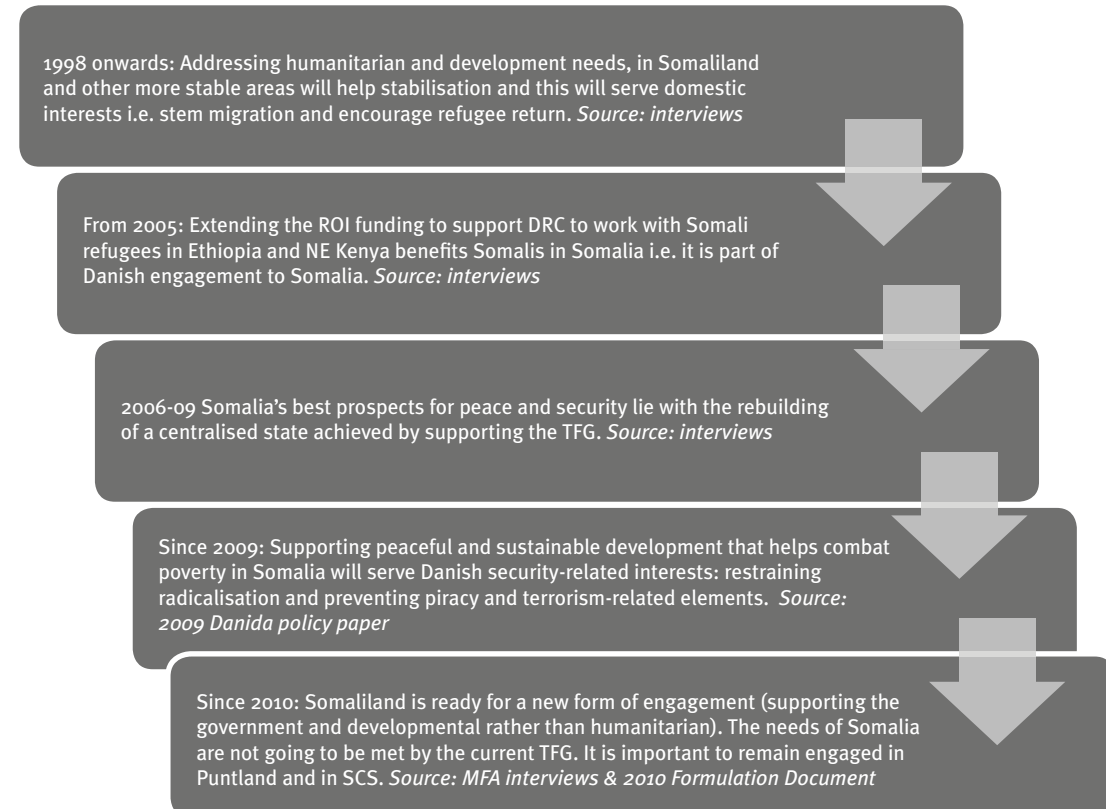 1998 onwards: Addressing humanitarian and development needs, in Somaliland
and other more stable areas will help stabilisation and this will serve domestic
interests i.e. stem migration and encourage refugee return. Source: interviews
From 2005: Extending the ROI funding to support DRC to work with Somali
refugees in Ethiopia and NE Kenya benefits Somalis in Somalia i.e. it is part of
Danish engagement to Somalia. Source: interviews
2006-09 Somalia's best prospects for peace and security lie with the rebuilding
of a centralised state achieved by supporting the TFG. Source: interviews
Since 2009: Supporting peaceful and sustainable development that helps combat
poverty in Somalia will serve Danish security-related interests: restraining
radicalisation and preventing piracy and terrorism-related elements. Source:
2009 Danida policy paper
Since 2010: Somaliland is ready for a new form of engagement (supporting the
government and developmental rather than humanitarian). The needs of Somalia
are not going to be met by the current TFG. It is important to remain engaged in
Puntland and in SCS. Source: MFA interviews & 2010 Formulation Document